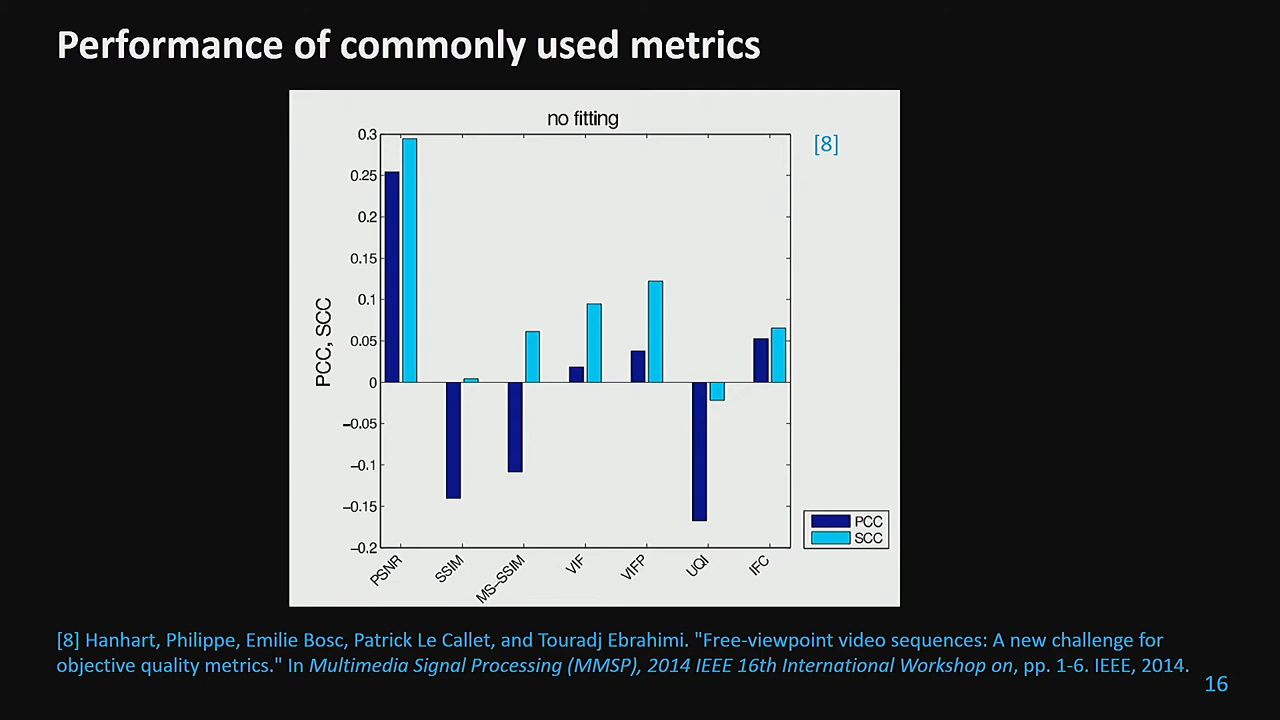 Performance of commonly used metrics
no fitting
[8]
0.3
0.25
0.2
0.15
0.1
0.05
0
−0.05
−0.1
−0.15
−0.2
PCC, SCC
PSNR
SSIM
MS−SSIM
VIF
VIFP
UQI
IFC
PCC
SCC
[8] Hanhart, Philippe, Emilie Bosc, Patrick Le Callet, and Touradj Ebrahimi. "Free-viewpoint video sequences: A new challenge for
objective quality metrics." In Multimedia Signal Processing (MMSP), 2014 IEEE 16th International Workshop on, pp. 1-6. IEEE, 2014.
16